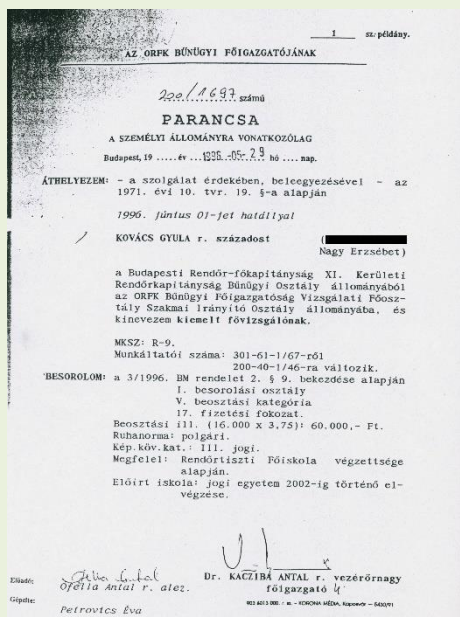 1 sz. példány.
AZ ORFK BŰNÜGYI FŐIGAZGATÓJÁNAK
200/1697 számú
PARANCSA
A SZEMÉLYI ÁLLOMÁNYRA VONATKOZÓLAG
Budapest, 19 .....év ...1996 -05- 29 hó .... nap.
ÁTHELYEZEM: - a szolgálat érdekében, beleegyezésével - az
1971. évi 10. tvr. 19. §-a alapján
1996. június 01-jei hatállyal
KOVÁCS GYULA r. századost (
Nagy Erzsébet)
a Budapesti Rendőr-főkapitányság XI. Kerületi
Rendőrkapitányság Bűnügyi Osztály állományából
az ORFK Bűnügyi Főigazgatóság Vizsgálati Főosz-
tály Szakmai Irányító Osztály állományába, és
kinevezem kiemelt fővizsgálónak.
MKSZ: R-9.
Munkáltatói száma: 301-61-1/67-ről
200-40-1/46-ra változik.
BESOROLOM: a 3/1996. BM rendelet 2. § 9. bekezdése alapján
I. besorolási osztály
V. beosztási kategória
17. fizetési fokozat.
Beosztási ill. (16.000 x 3,75): 60.000,- Ft.
Ruhanorma: polgári.
Kép.köv.kat.: III. jogi.
Megfelel: Rendőrtiszti Főiskola végzettsége
alapján.
Előirt iskola: jogi egyetem 2002-ig történő el-
végzése.
Dr. KACZIBA ANTAL r. vezérőrnagy
főigazgató
Előadó:
Ofélia Antal r. alez.
Gépelte:
Petrovics Éva